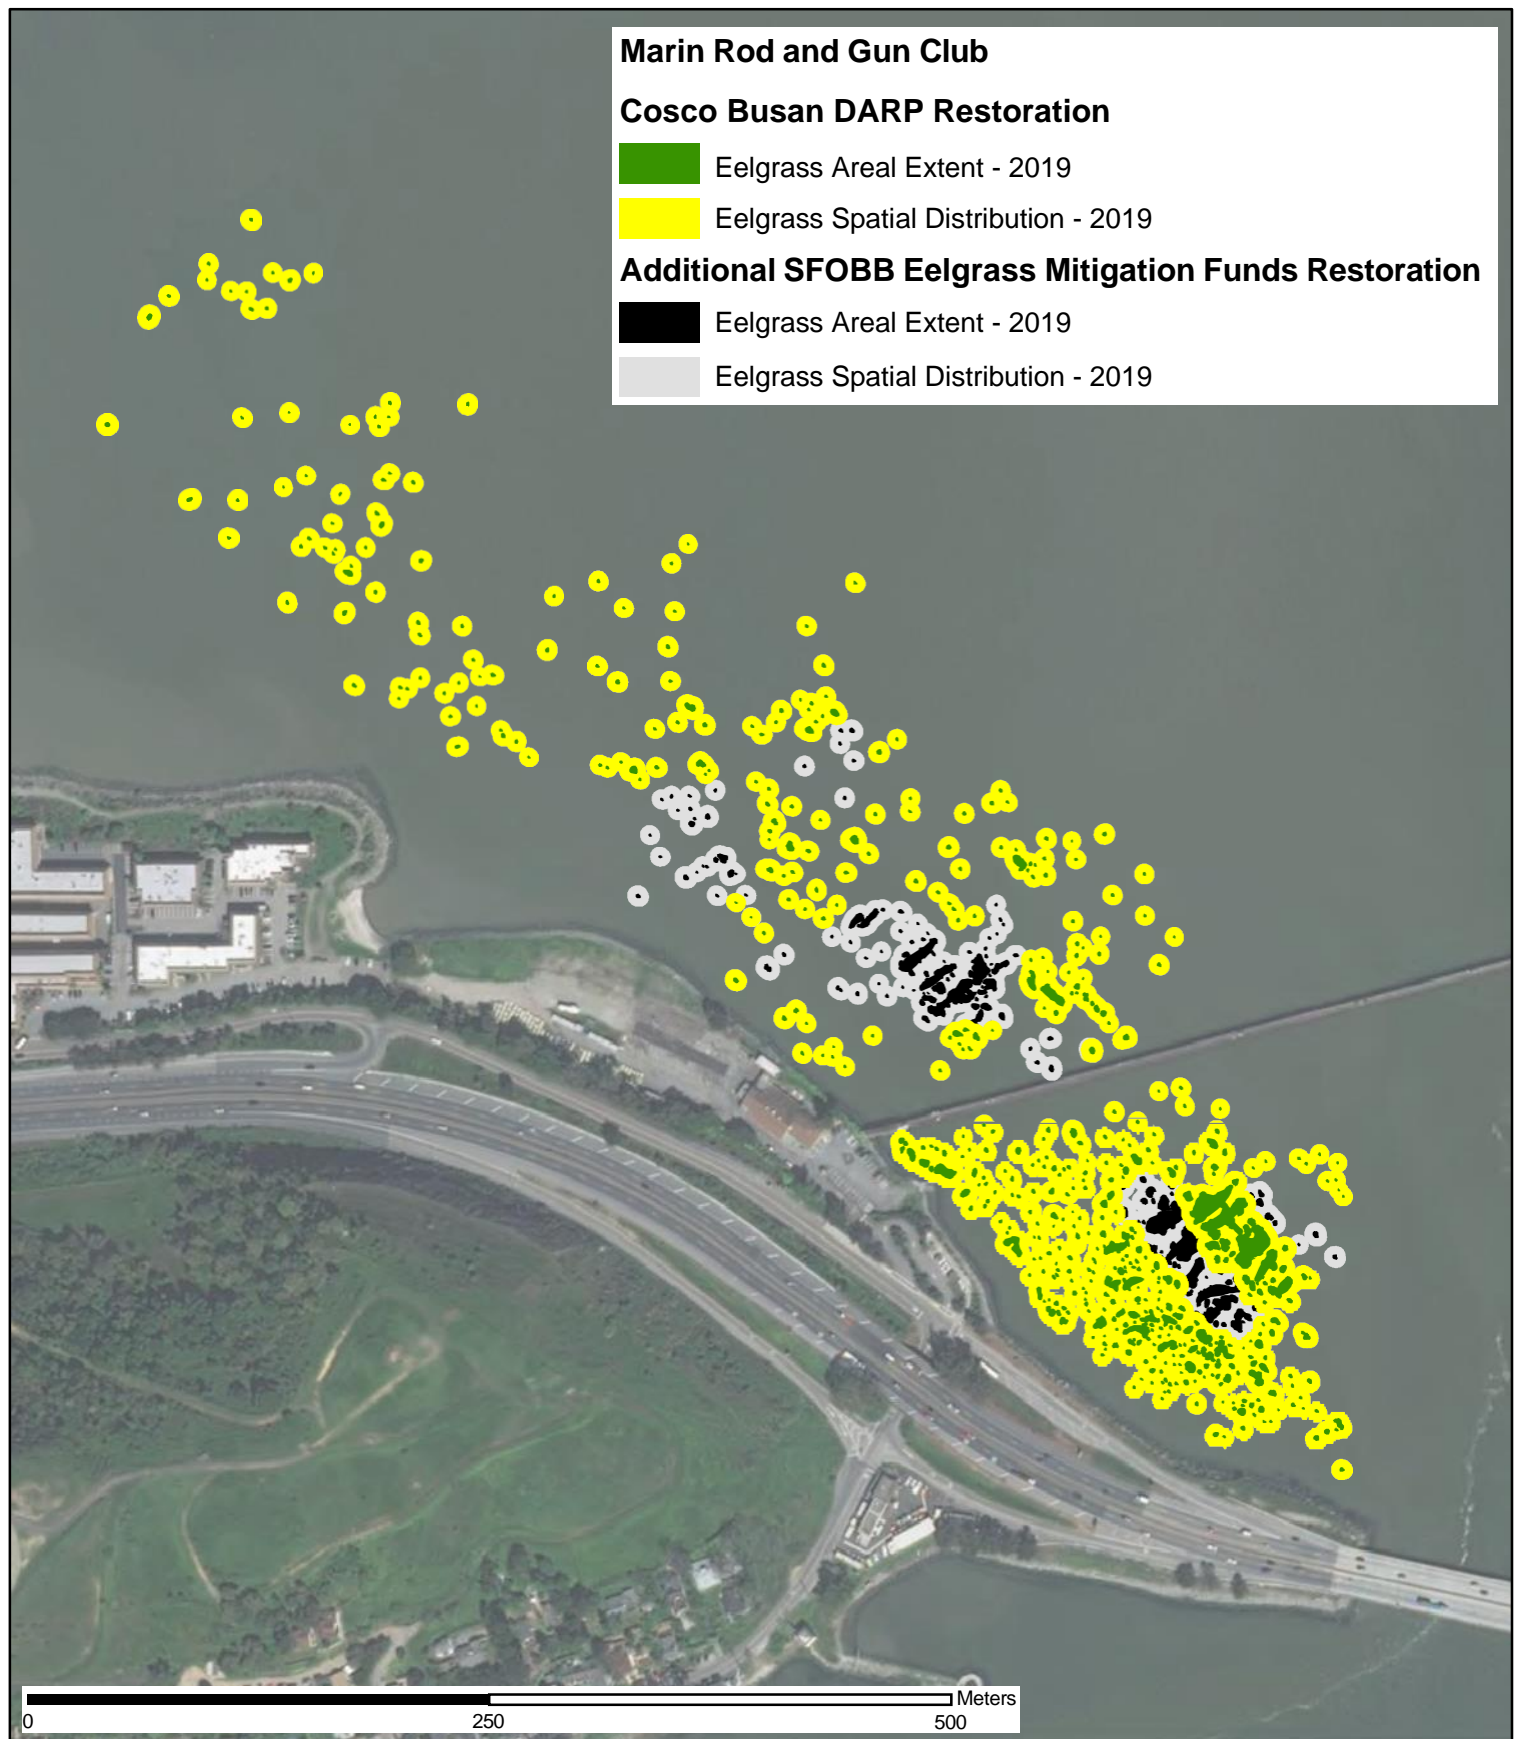 Marin Rod and Gun Club
Cosco Busan DARP Restoration
Eelgrass Areal Extent - 2019
Eelgrass Spatial Distribution - 2019
Additional SFOBB Eelgrass Mitigation Funds Restoration
Eelgrass Areal Extent - 2019
Eelgrass Spatial Distribution - 2019
Meters
0 250 500